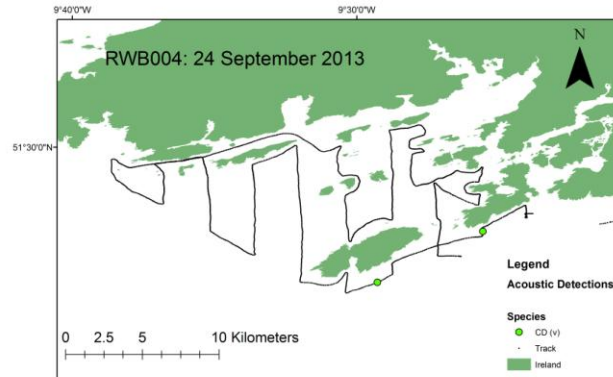 9°40'0"W
9°30'0"W
RWB004: 24 September 2013
N
51°30'0"N
Legend
Acoustic Detections
Species
CD (v)
Track
Ireland
0 2.5 5 10 Kilometers